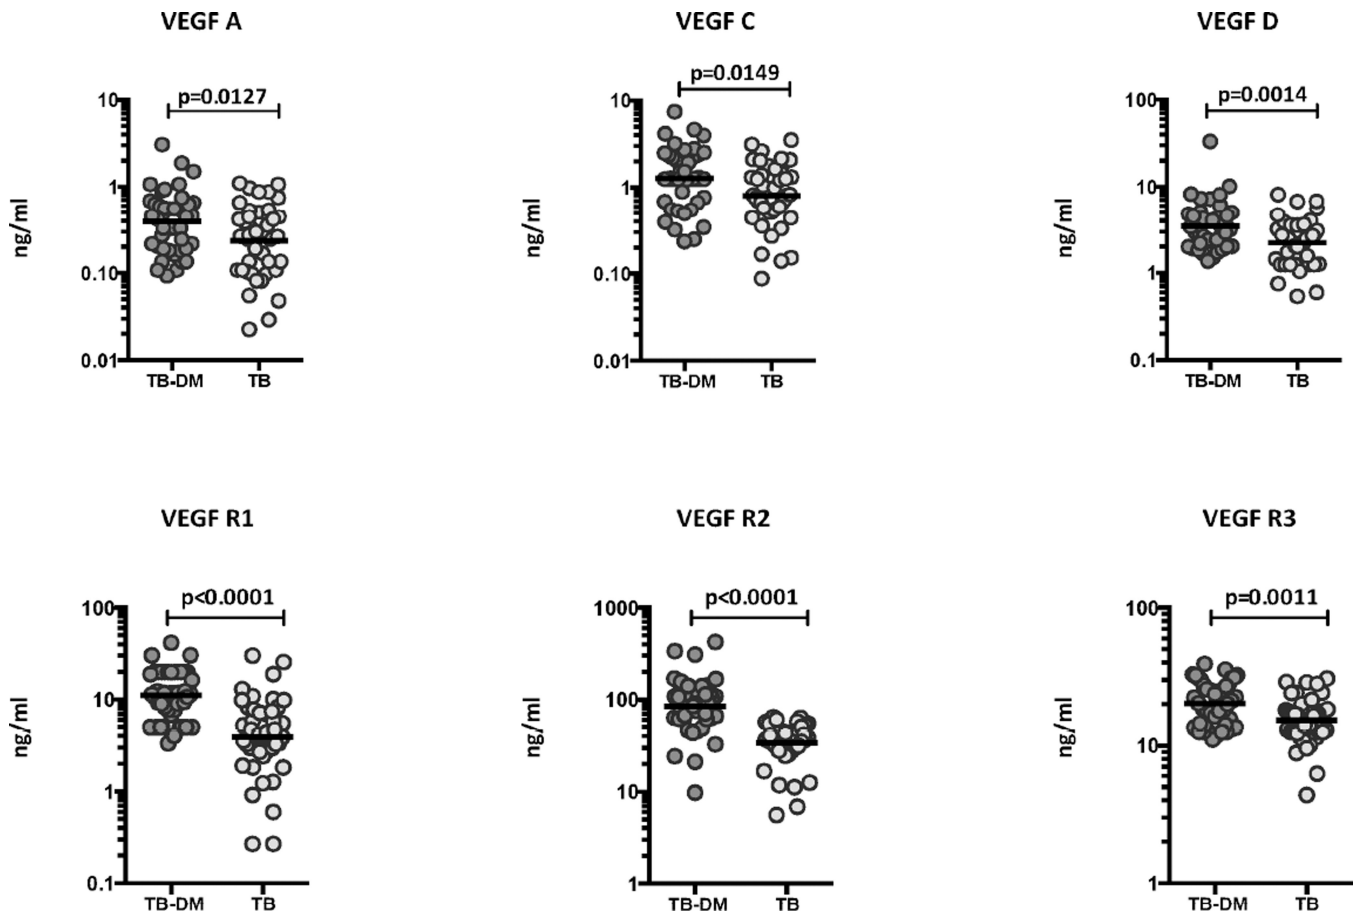 VEGF A
VEGF C
VEGF D
p=0.0127
p=0.0149
p=0.0014
10
1
0.10
0.01
ng/ml
TB-DM
TB
10
1
0.10
0.01
ng/ml
TB-DM
TB
100
10
1
0.1
ng/ml
TB-DM
TB
VEGF R1
VEGF R2
VEGF R3
p<0.0001
p<0.0001
p=0.0011
100
10
1
0.1
ng/ml
TB-DM
TB
1000
100
10
1
ng/ml
TB-DM
TB
100
10
1
ng/ml
TB-DM
TB